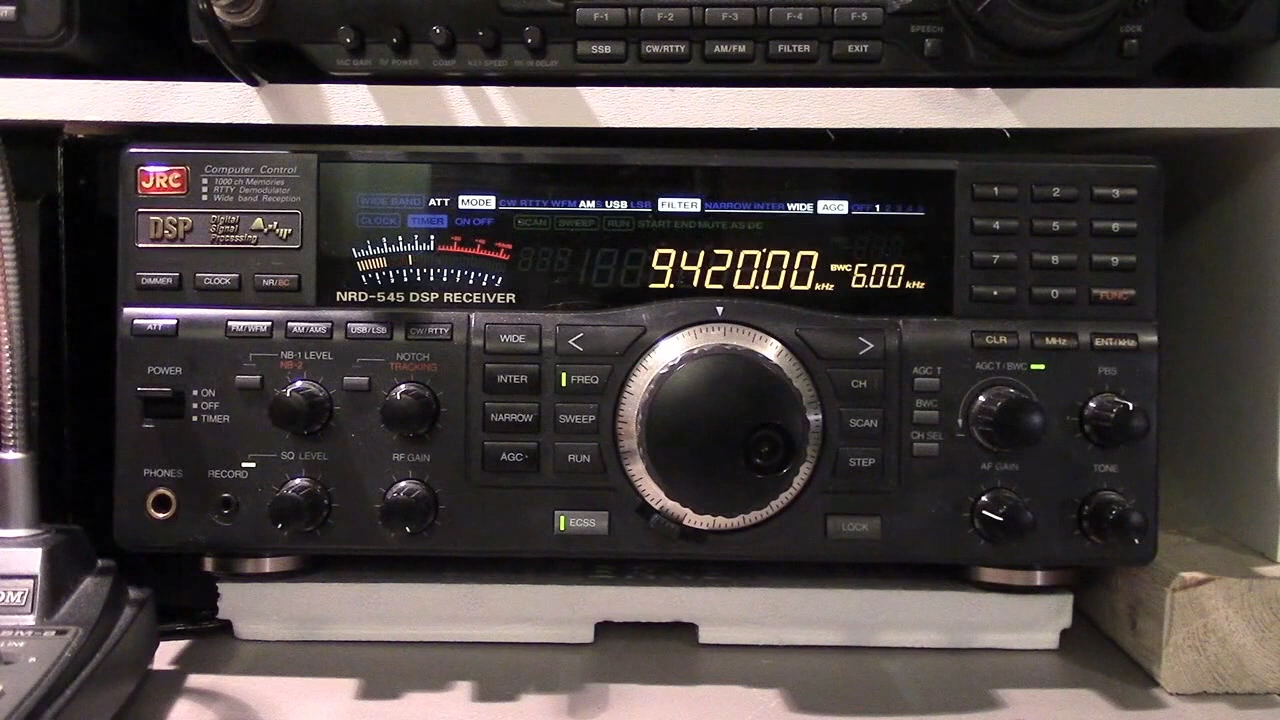 F-1 F-2 F-3 F-4 F-5
SPEECH LOCK
SSB CW/RTTY AM/FM FILTER EXIT
MIC GAIN RF POWER COMP KEY SPEED BK-IN DELAY
JRC Computer Control
1000 ch Memories
RTTY Demodulator
Wide band Reception
DSP Digital Signal Processing
WIDE BAND ATT MODE CW RTTY WFM AMS USB LSB FILTER NARROW INTER WIDE AGC OFF 1 2 3 4 5
CLOCK TIMER ON OFF SCAN SWEEP RUN START END MUTE
9420.00 kHz BWC 6.00 kHz
DIMMER CLOCK NR/BC
NRD-545 DSP RECEIVER
1 2 3
4 5 6
7 8 9
• 0 FUNC
ATT FM/WFM AM/AMS USB/LSB CW/RTTY
WIDE < > CLR MHz ENT/kHz
NB-1 LEVEL NOTCH
NB-2 TRACKING
POWER
ON
OFF
TIMER
INTER FREQ CH
NARROW SWEEP SCAN
AGC RUN STEP
AGC T AGC T/BWC PBS
BWC
CH SEL
PHONES RECORD SQ LEVEL RF GAIN
AF GAIN TONE
ECSS LOCK